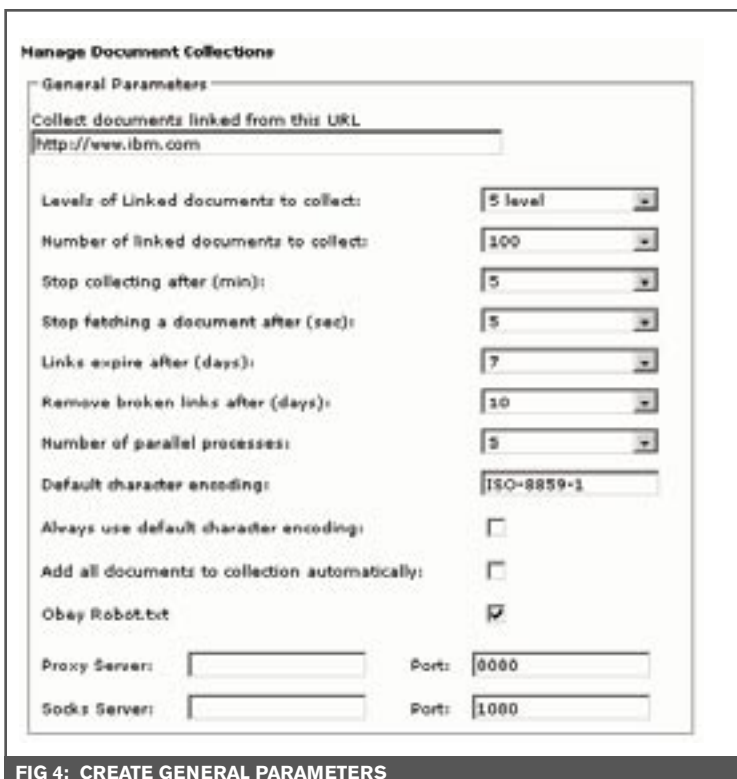 Manage Document Collections
General Parameters
Collect documents linked from this URL
http://www.ibm.com
Levels of Linked documents to collect: 5 level
Number of linked documents to collect: 100
Stop collecting after (min): 5
Stop fetching a document after (sec): 5
Links expire after (days): 7
Remove broken links after (days): 10
Number of parallel processes: 5
Default character encoding: ISO-8859-1
Always use default character encoding:
Add all documents to collection automatically:
Obey Robot.txt
Proxy Server: Port:
Socks Server: Port:
FIG 4: CREATE GENERAL PARAMETERS